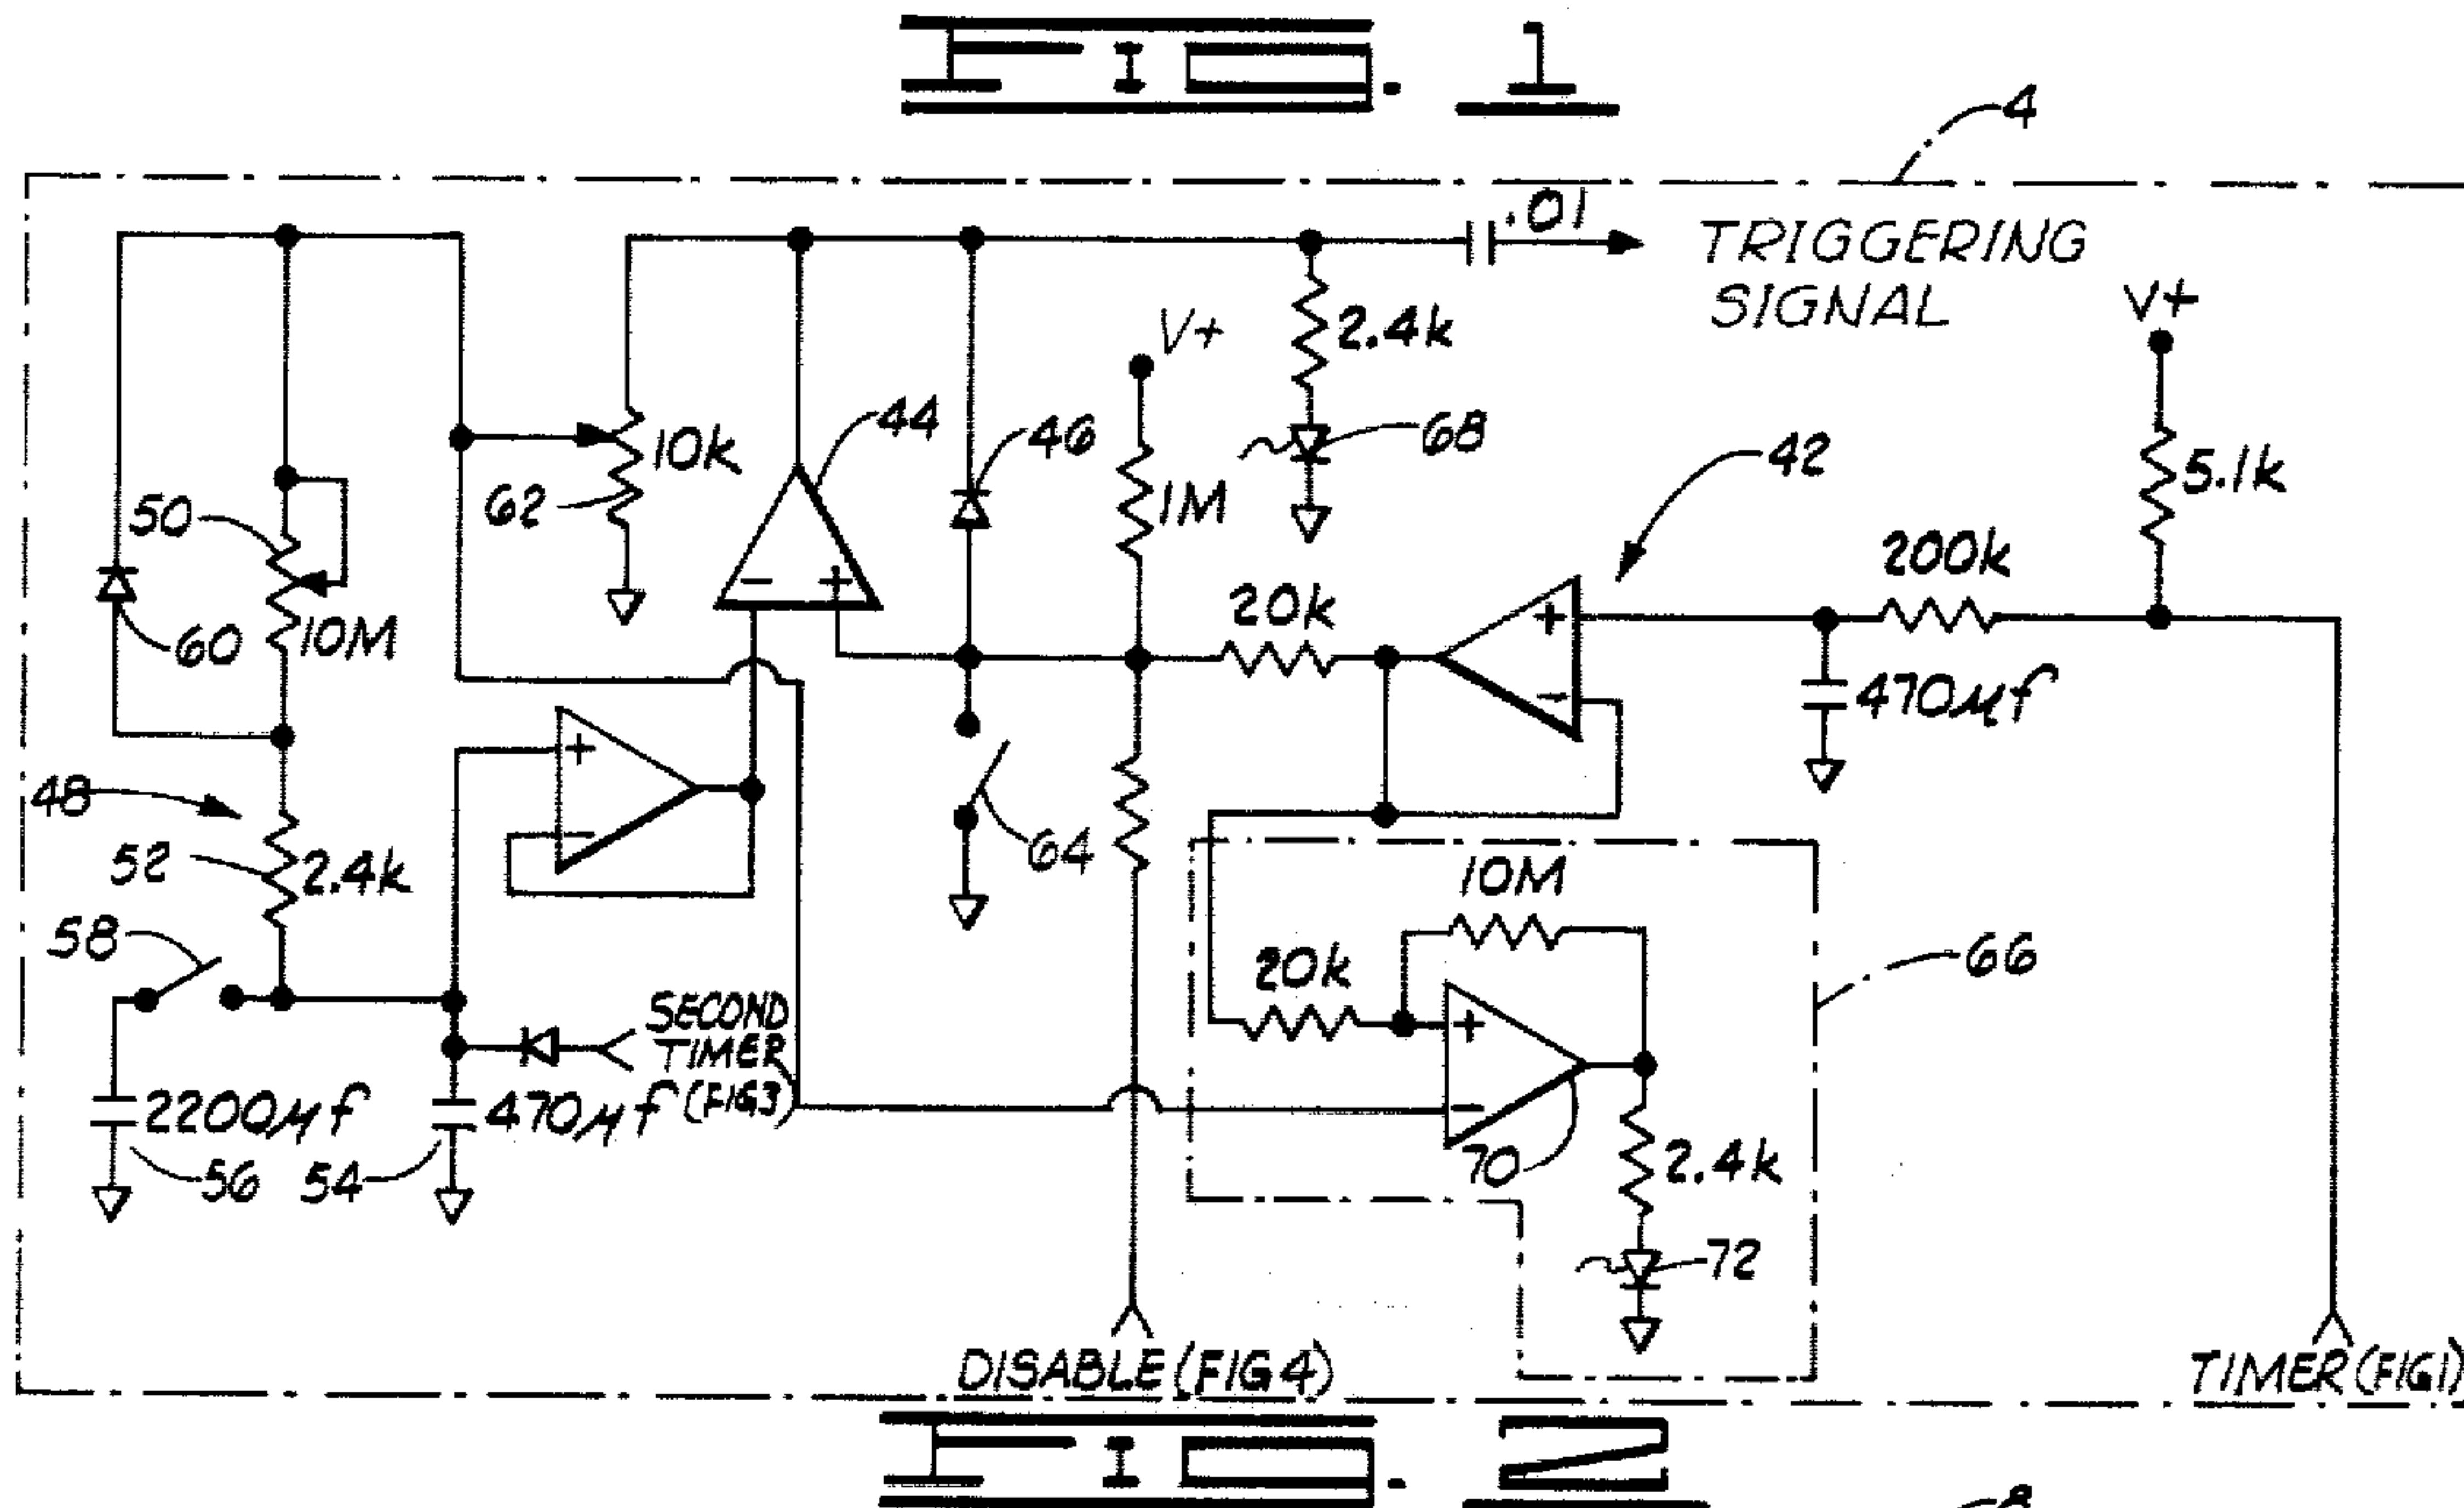 FIG. 1
4
.01
TRIGGERING
SIGNAL
V+
V+
2.4k
44
46
68
42
10k
62
1M
5.1k
50
200k
- +
20k
+
60
10M
-
470µf
+
48
-
64
52
2.4k
10M
58
20k
66
SECOND
TIMER
(FIG3)
+
2200µf
470µf
-
70
2.4k
56
54
72
DISABLE (FIG 4)
TIMER (FIG1)
FIG. 2
8